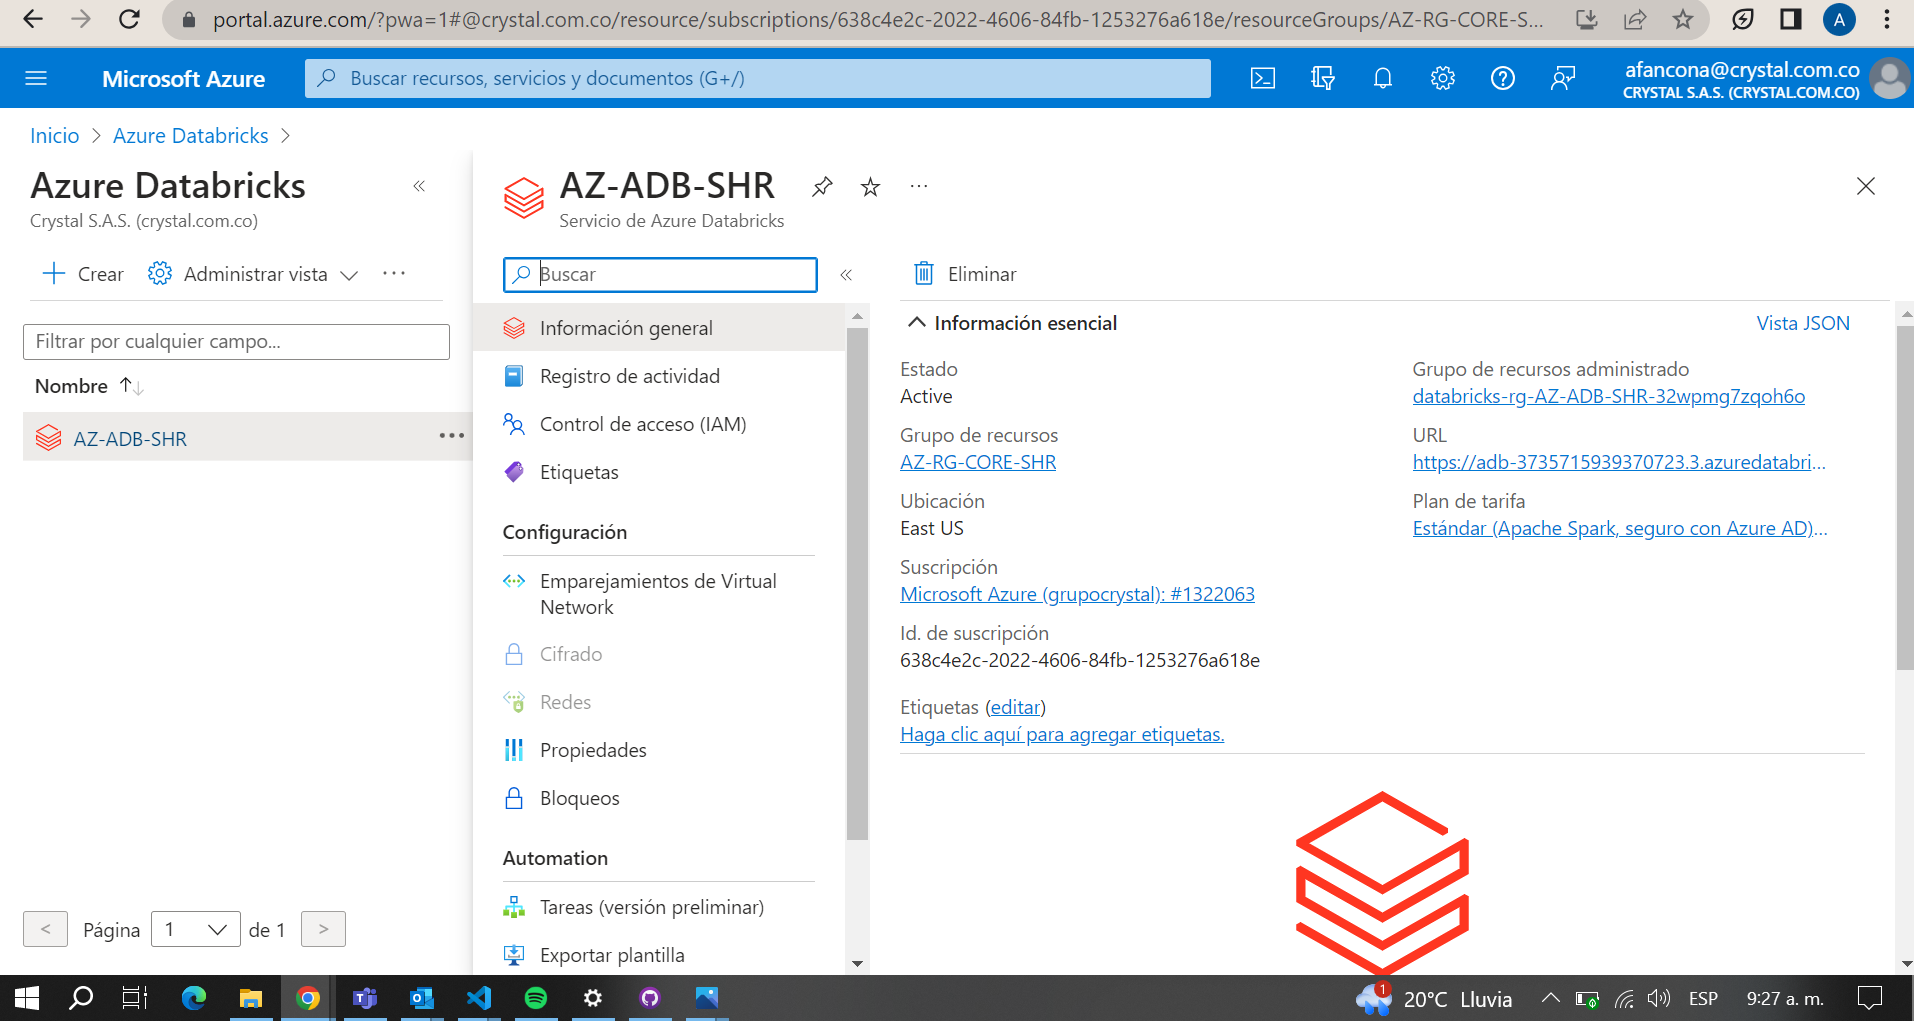 portal.azure.com/?pwa=1#@crystal.com.co/resource/subscriptions/638c4e2c-2022-4606-84fb-1253276a618e/resourceGroups/AZ-RG-CORE-S...
A
Microsoft Azure
Buscar recursos, servicios y documentos (G+/)
afancona@crystal.com.co
CRYSTAL S.A.S. (CRYSTAL.COM.CO)
Inicio > Azure Databricks >
Azure Databricks
Crystal S.A.S. (crystal.com.co)
Crear
Administrar vista
Filtrar por cualquier campo...
Nombre
AZ-ADB-SHR
Página 1 de 1
AZ-ADB-SHR
Servicio de Azure Databricks
Buscar
Información general
Registro de actividad
Control de acceso (IAM)
Etiquetas
Configuración
Emparejamientos de Virtual
Network
Cifrado
Redes
Propiedades
Bloqueos
Automation
Tareas (versión preliminar)
Exportar plantilla
Eliminar
Información esencial
Vista JSON
Estado
Active
Grupo de recursos
AZ-RG-CORE-SHR
Ubicación
East US
Suscripción
Microsoft Azure (grupocrystal): #1322063
Id. de suscripción
638c4e2c-2022-4606-84fb-1253276a618e
Etiquetas (editar)
Haga clic aquí para agregar etiquetas.
Grupo de recursos administrado
databricks-rg-AZ-ADB-SHR-32wpmg7zqoh6o
URL
https://adb-3735715939370723.3.azuredatabri...
Plan de tarifa
Estándar (Apache Spark, seguro con Azure AD)...
1
20°C Lluvia
ESP
9:27 a. m.